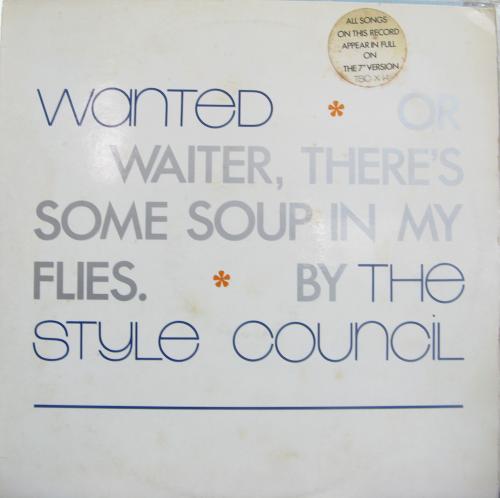 ALL SONGS
ON THIS RECORD
APPEAR IN FULL
ON
THE 7" VERSION
WANTED * OR
WAITER, THERE'S
SOME SOUP IN MY
FLIES. * BY THE
STYLE COUNCIL